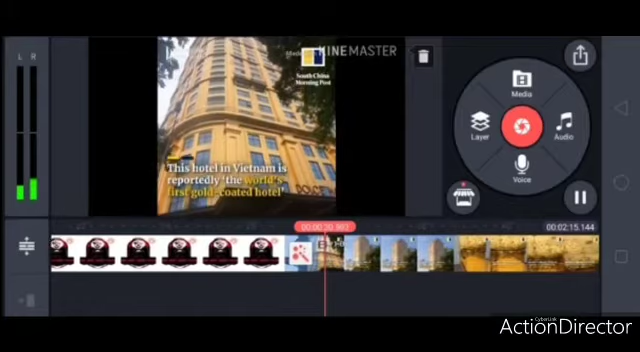 L R
KINEMASTER
South China
Morning Post
This hotel in Vietnam is
reportedly 'the world's
first gold-coated hotel'
Media
Layer
Audio
Voice
00:00:30.903
00:02:15.144
CyberLink
ActionDirector